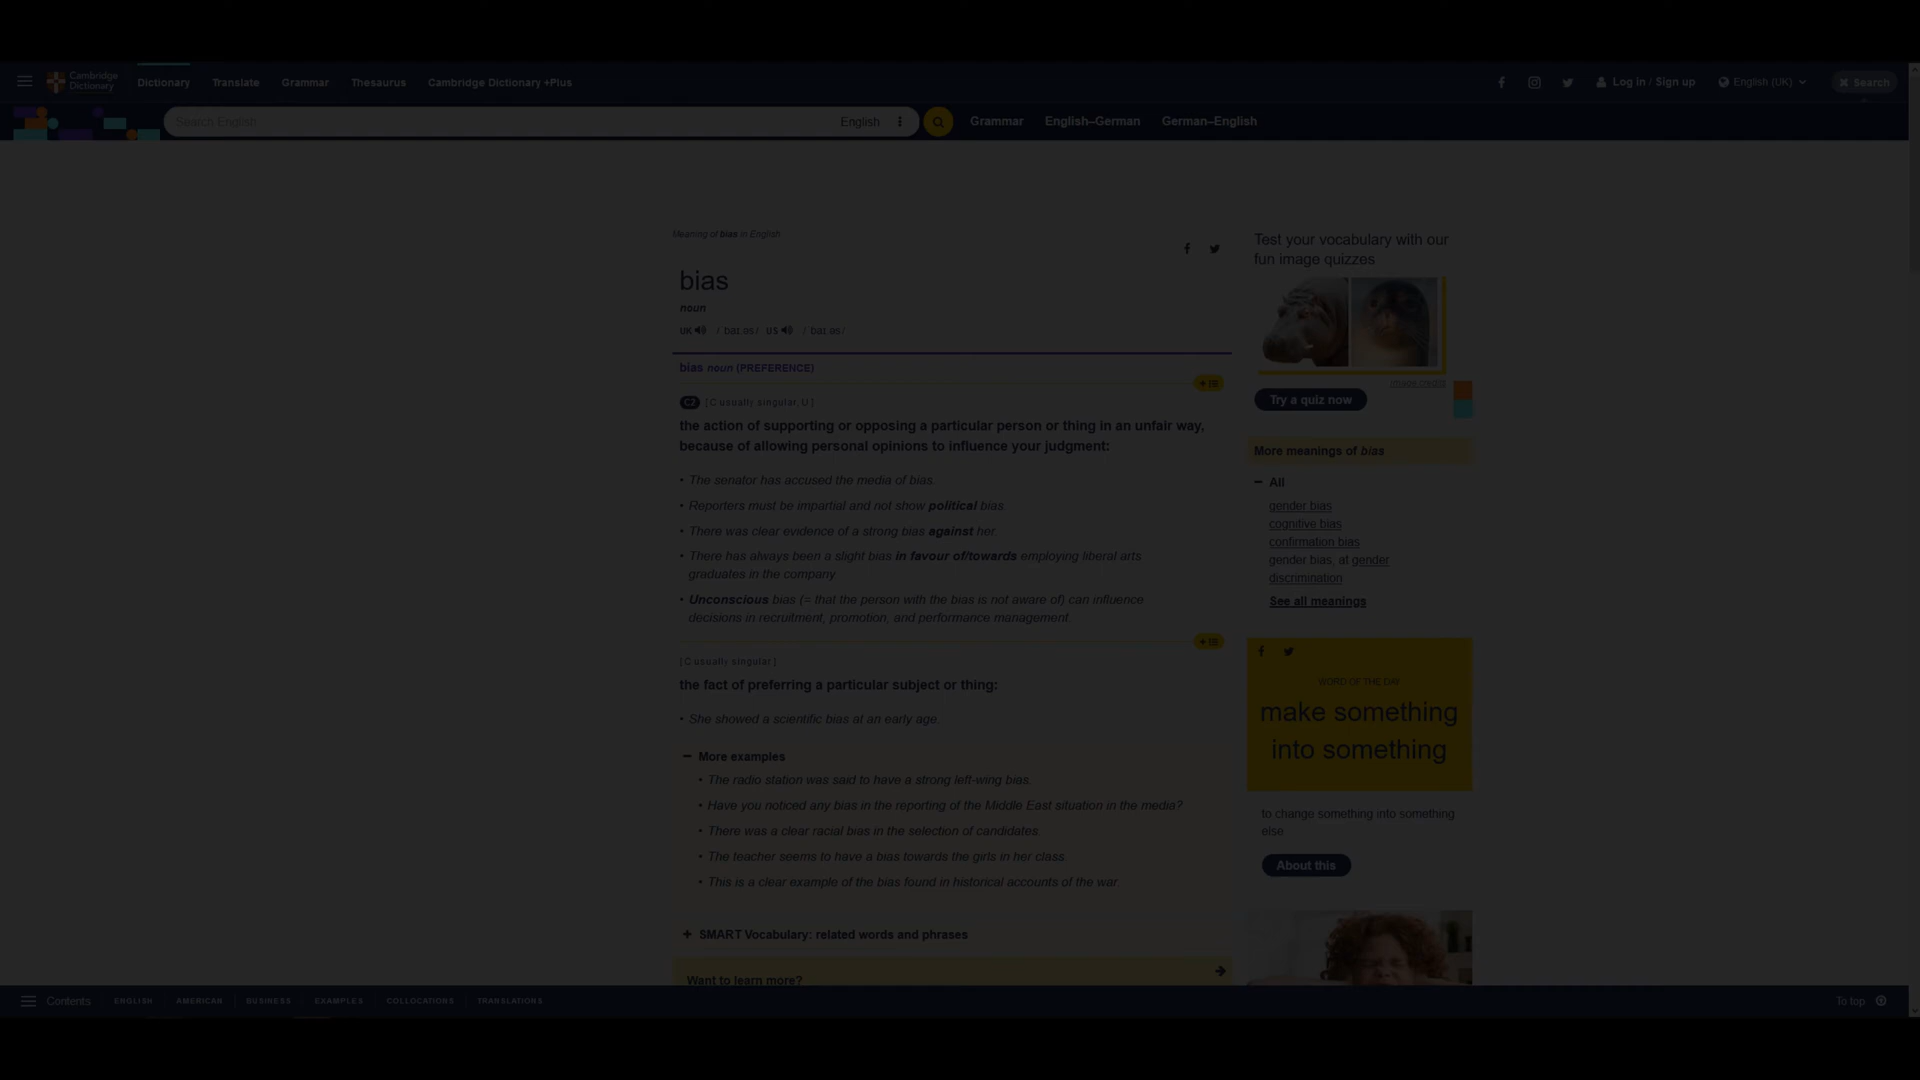 Cambridge Dictionary
Dictionary Translate Grammar Thesaurus Cambridge Dictionary +Plus
Log in / Sign up English (UK) Search
Search English English Grammar English–German German–English
Meaning of bias in English
bias
noun
UK /ˈbaɪ.əs/ US /ˈbaɪ.əs/
bias noun (PREFERENCE)
C2 [ C usually singular, U ]
the action of supporting or opposing a particular person or thing in an unfair way,
because of allowing personal opinions to influence your judgment:
• The senator has accused the media of bias.
• Reporters must be impartial and not show political bias.
• There was clear evidence of a strong bias against her.
• There has always been a slight bias in favour of/towards employing liberal arts
graduates in the company.
• Unconscious bias (= that the person with the bias is not aware of) can influence
decisions in recruitment, promotion, and performance management.
[ C usually singular ]
the fact of preferring a particular subject or thing:
• She showed a scientific bias at an early age.
− More examples
• The radio station was said to have a strong left-wing bias.
• Have you noticed any bias in the reporting of the Middle East situation in the media?
• There was a clear racial bias in the selection of candidates.
• The teacher seems to have a bias towards the girls in her class.
• This is a clear example of the bias found in historical accounts of the war.
+ SMART Vocabulary: related words and phrases
Want to learn more?
Test your vocabulary with our
fun image quizzes
Image credit
Try a quiz now
More meanings of bias
− All
gender bias
cognitive bias
confirmation bias
gender bias, at gender
discrimination
See all meanings
WORD OF THE DAY
make something
into something
to change something into something
else
About this
Contents ENGLISH AMERICAN BUSINESS EXAMPLES COLLOCATIONS TRANSLATIONS
To top